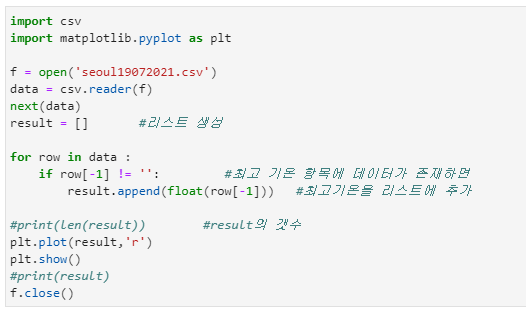 import csv
import matplotlib.pyplot as plt
f = open('seoul19072021.csv')
data = csv.reader(f)
next(data)
result = []       #리스트 생성
for row in data :
    if row[-1] != '':         #최고 기온 항목에 데이터가 존재하면
        result.append(float(row[-1]))   #최고기온을 리스트에 추가
#print(len(result))        #result의 갯수
plt.plot(result,'r')
plt.show()
#print(result)
f.close()